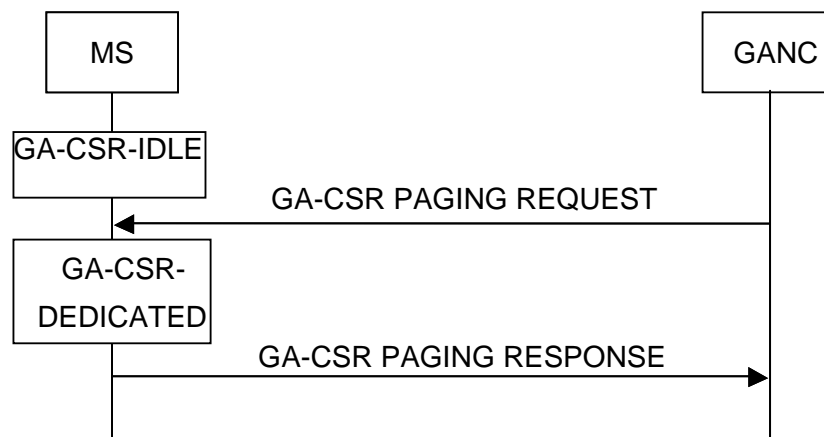 MS
GANC
GA-CSR-IDLE
GA-CSR PAGING REQUEST
GA-CSR-
DEDICATED
GA-CSR PAGING RESPONSE